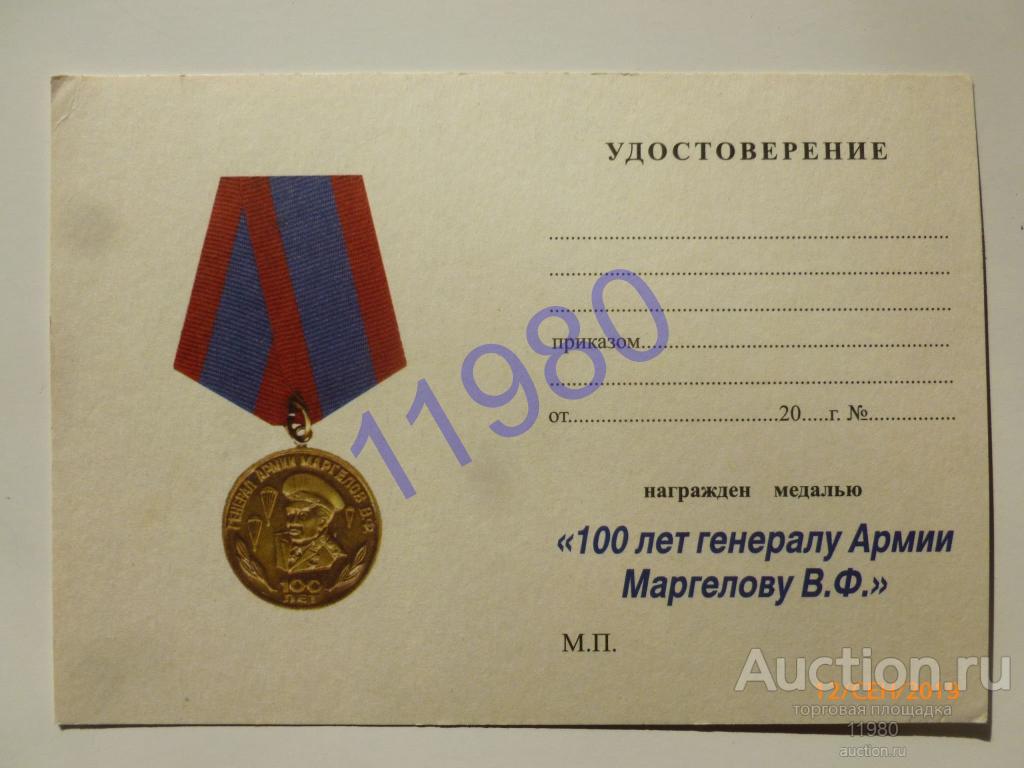 УДОСТОВЕРЕНИЕ
приказом
от 20 г. №
награжден медалью
«100 лет генералу Армии
Маргелову В.Ф.»
М.П.
ГЕНЕРАЛ АРМИИ МАРГЕЛОВ В.Ф.
100
ЛЕТ
11980
Auction.ru
12/СЕН/2019
торговая площадка
11980
auction.ru